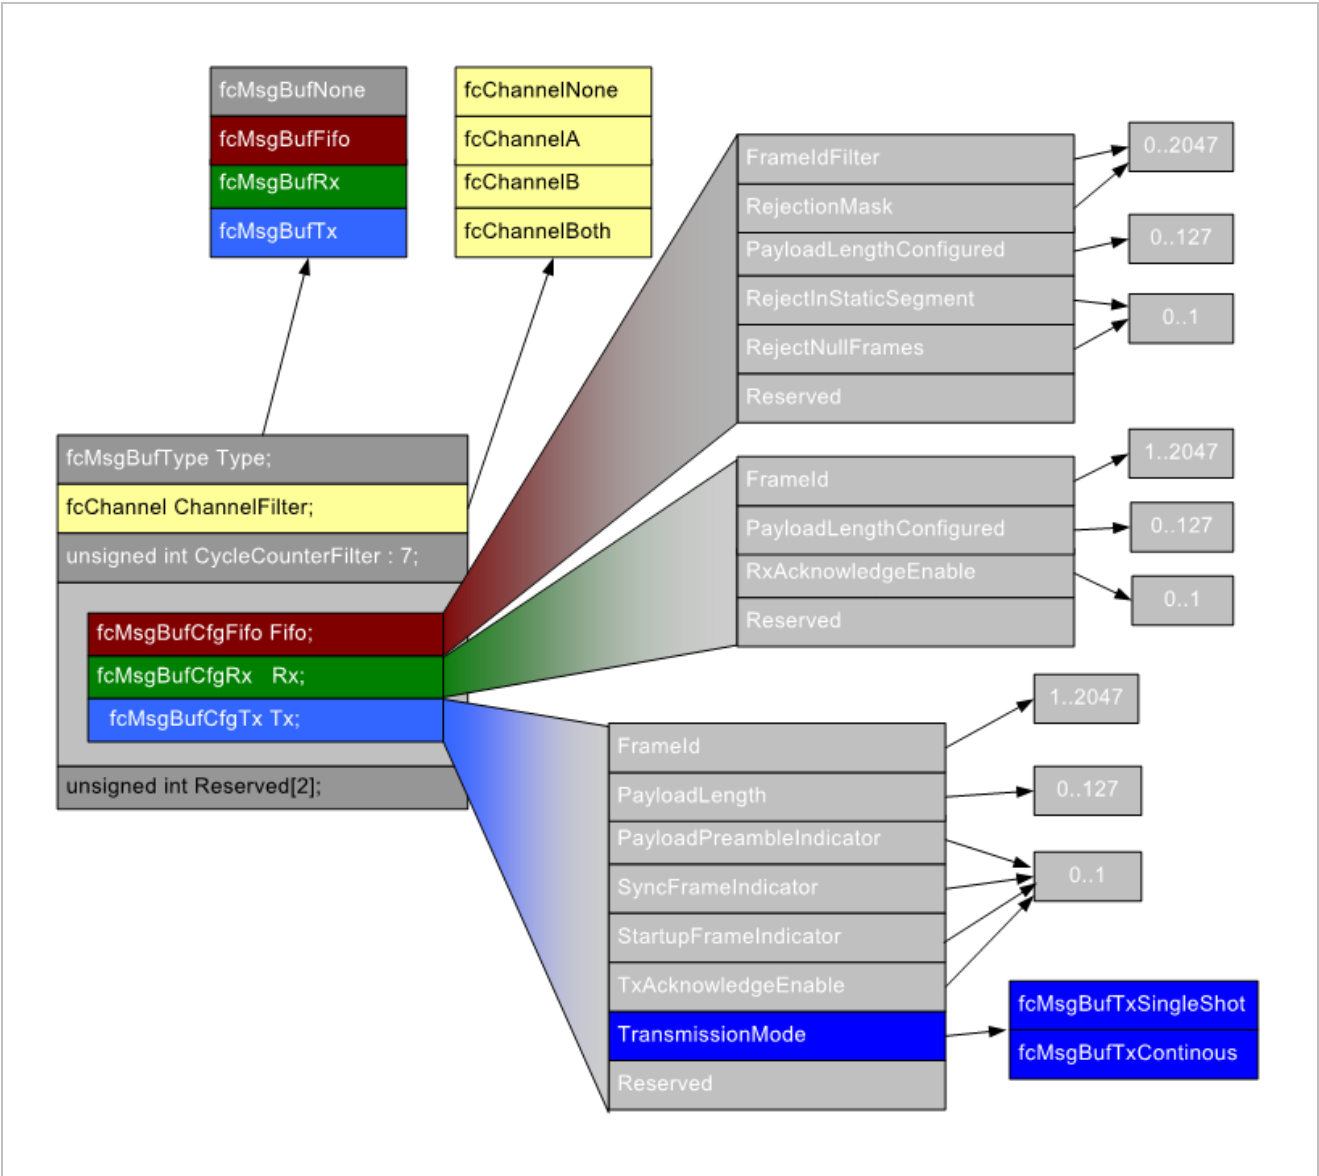 fcMsgBufNone
fcMsgBufFifo
fcMsgBufRx
fcMsgBufTx
fcChannelNone
fcChannelA
fcChannelB
fcChannelBoth
fcMsgBufType Type;
fcChannel ChannelFilter;
unsigned int CycleCounterFilter : 7;
fcMsgBufCfgFifo Fifo;
fcMsgBufCfgRx Rx;
fcMsgBufCfgTx Tx;
unsigned int Reserved[2];
FrameIdFilter
RejectionMask
PayloadLengthConfigured
RejectInStaticSegment
RejectNullFrames
Reserved
0..2047
0..127
0..1
FrameId
PayloadLengthConfigured
RxAcknowledgeEnable
Reserved
1..2047
0..127
0..1
FrameId
PayloadLength
PayloadPreambleIndicator
SyncFrameIndicator
StartupFrameIndicator
TxAcknowledgeEnable
TransmissionMode
Reserved
1..2047
0..127
0..1
fcMsgBufTxSingleShot
fcMsgBufTxContinous